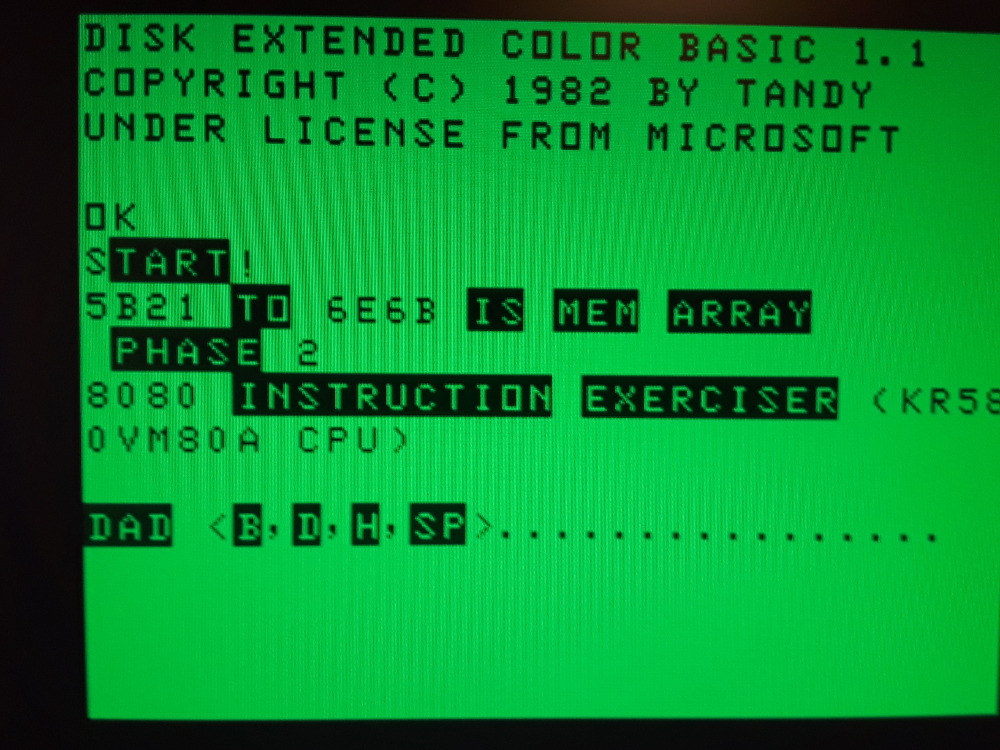 DISK EXTENDED COLOR BASIC 1.1
COPYRIGHT (C) 1982 BY TANDY
UNDER LICENSE FROM MICROSOFT
OK
START!
5B21 TO 6E6B IS MEM ARRAY
PHASE 2
8080 INSTRUCTION EXERCISER (KR58
0VM80A CPU)
DAD <B,D,H,SP>................